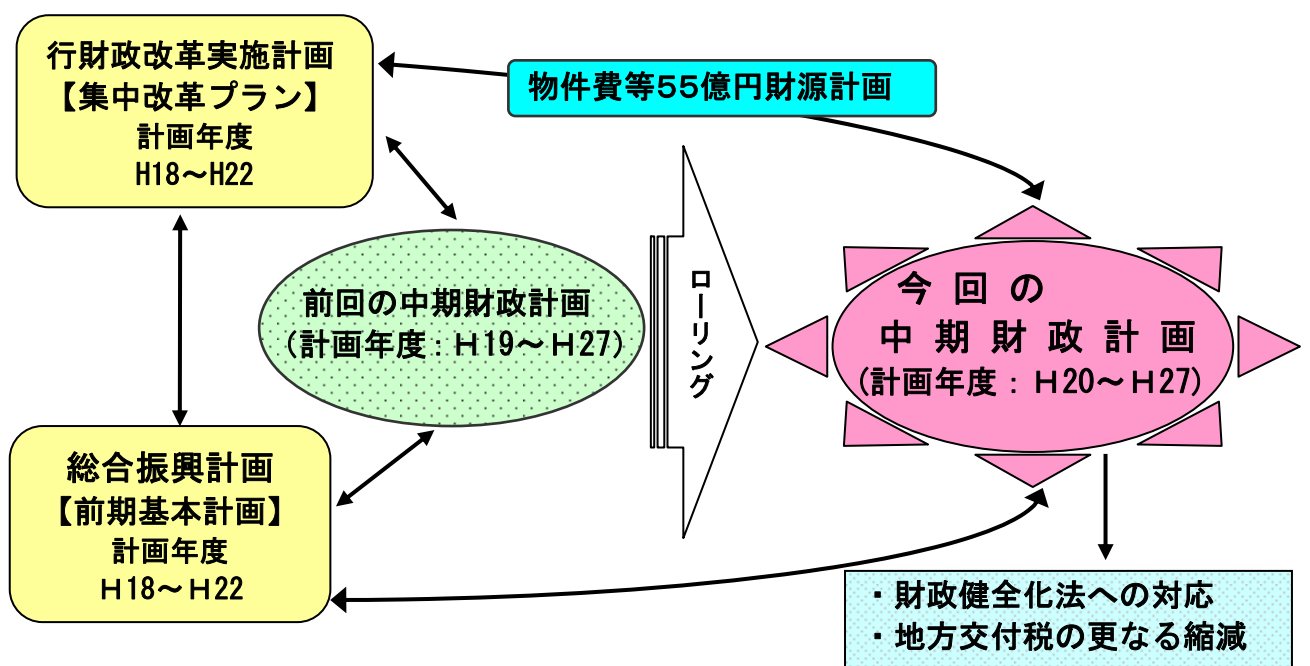 行財政改革実施計画
【集中改革プラン】
計画年度
H18～H22
物件費等５５億円財源計画
前回の中期財政計画
（計画年度：Ｈ19～Ｈ27）
ローリング
今回の
中期財政計画
（計画年度：Ｈ20～Ｈ27）
総合振興計画
【前期基本計画】
計画年度
Ｈ18～Ｈ22
・財政健全化法への対応
・地方交付税の更なる縮減